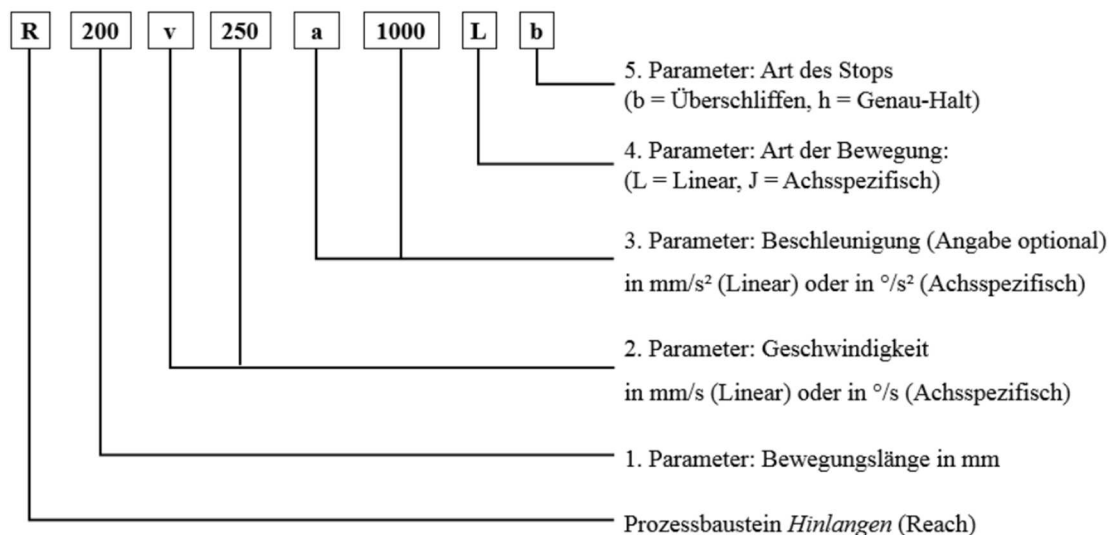 R 200 v 250 a 1000 L b
5. Parameter: Art des Stops
(b = Überschliffen, h = Genau-Halt)
4. Parameter: Art der Bewegung:
(L = Linear, J = Achsspezifisch)
3. Parameter: Beschleunigung (Angabe optional)
in mm/s² (Linear) oder in °/s² (Achsspezifisch)
2. Parameter: Geschwindigkeit
in mm/s (Linear) oder in °/s (Achsspezifisch)
1. Parameter: Bewegungslänge in mm
Prozessbaustein Hinlangen (Reach)